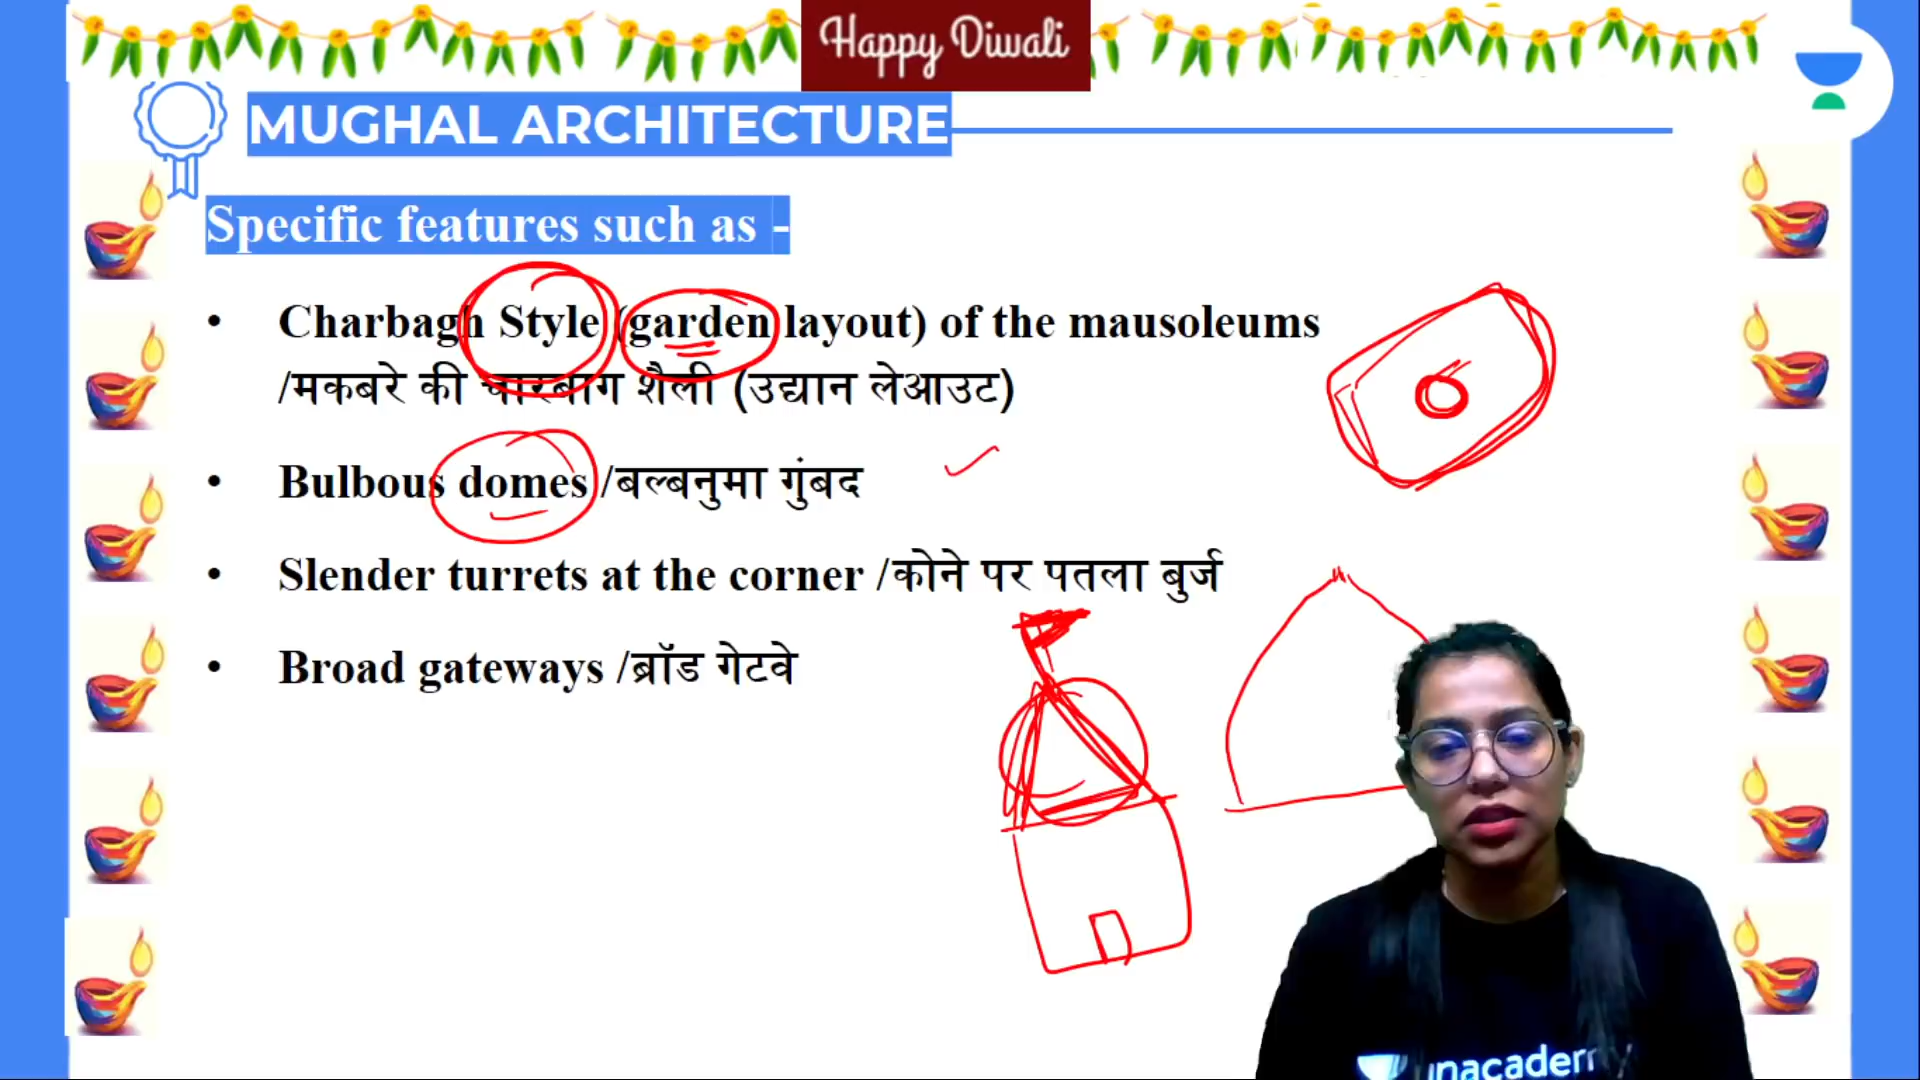 Happy Diwali
MUGHAL ARCHITECTURE
Specific features such as -
• Charbagh Style (garden layout) of the mausoleums
/मकबरे की चारबाग शैली (उद्यान लेआउट)
• Bulbous domes /बल्बनुमा गुंबद
• Slender turrets at the corner /कोने पर पतला बुर्ज
• Broad gateways /ब्रॉड गेटवे
unacademy